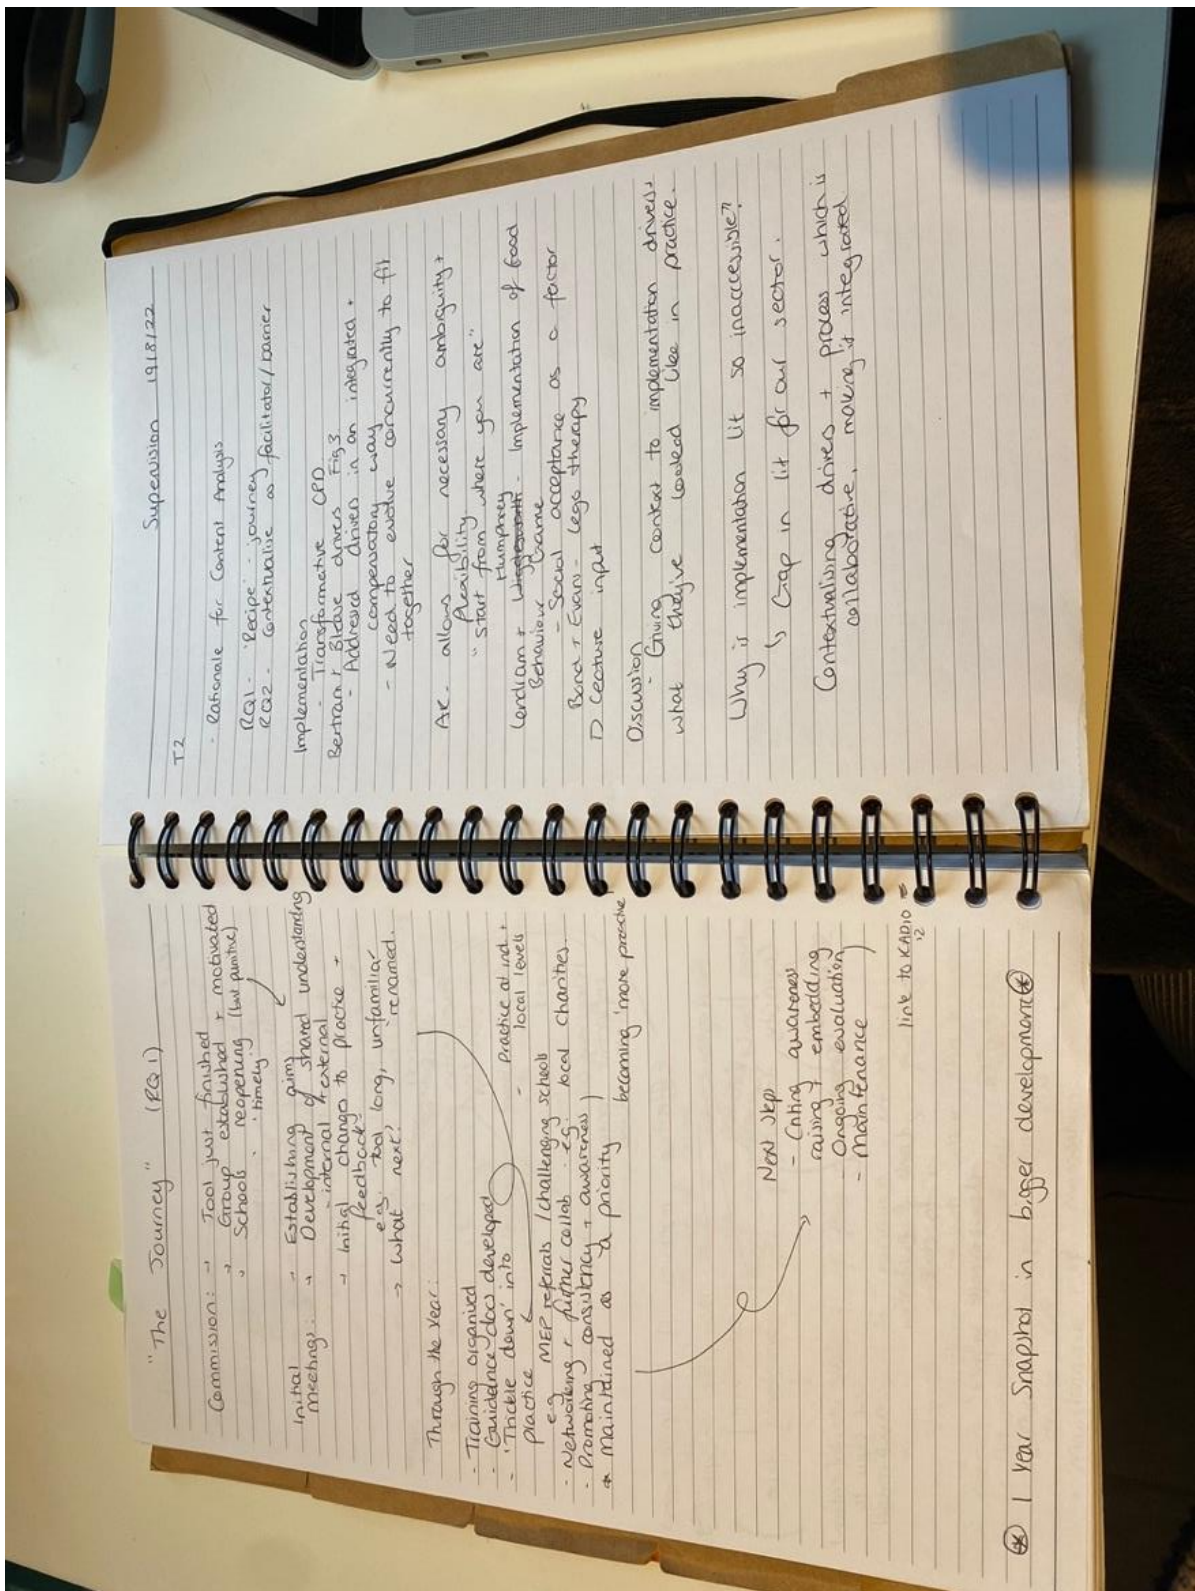 "The Journey" (RQ1)
Commission: → Tool just finished
→ Group established + motivated
→ Schools reopening (but punitive)
'timely'
Initial → Establishing aims
meetings: → Development of shared understanding
internal + external
→ Initial change to practice +
feedback
e.g. tool long, unfamiliar
→ what next? renamed.
Through the Year:
- Training organised
- Guidance docs developed
- 'Trickle down' into - practice at ind +
practice local levels
e.g. MEP referrals / challenging schools
- Networking + further collab e.g. local charities
- Promoting consistency + awareness
* Maintained as a priority becoming 'more proactive'
Next step
- Cnting awareness
raising + embedding
- Ongoing evaluation
- Maintenance
link to RADIO
12
⊛ 1 Year Snapshot in bigger development ⊛
Supervision 19/8/22
T2
- Rationale for Content Analysis
RQ1 - 'Recipe' - journey
RQ2 - Contextualise as facilitator/barrier
Implementation
- Transformative CPD
Bertram + Blase drivers Fig 3
- Addressed drivers in an integrated +
compensatory way
- Need to evolve concurrently to fit
together
AR - allows for necessary ambiguity +
flexibility
"start from where you are"
Humphrey
Lendrum + - Implementation of Good
Behaviour Game
- Social acceptance as a factor
Bond + Evans - Lego therapy
D lecture input
Discussion
- Giving context to implementation drivers
what they've looked like in practice.
Why is implementation lit so inaccessible?
↳ Gap in lit for our sector.
Contextualising drivers + process which is
collaborative, making it integrated